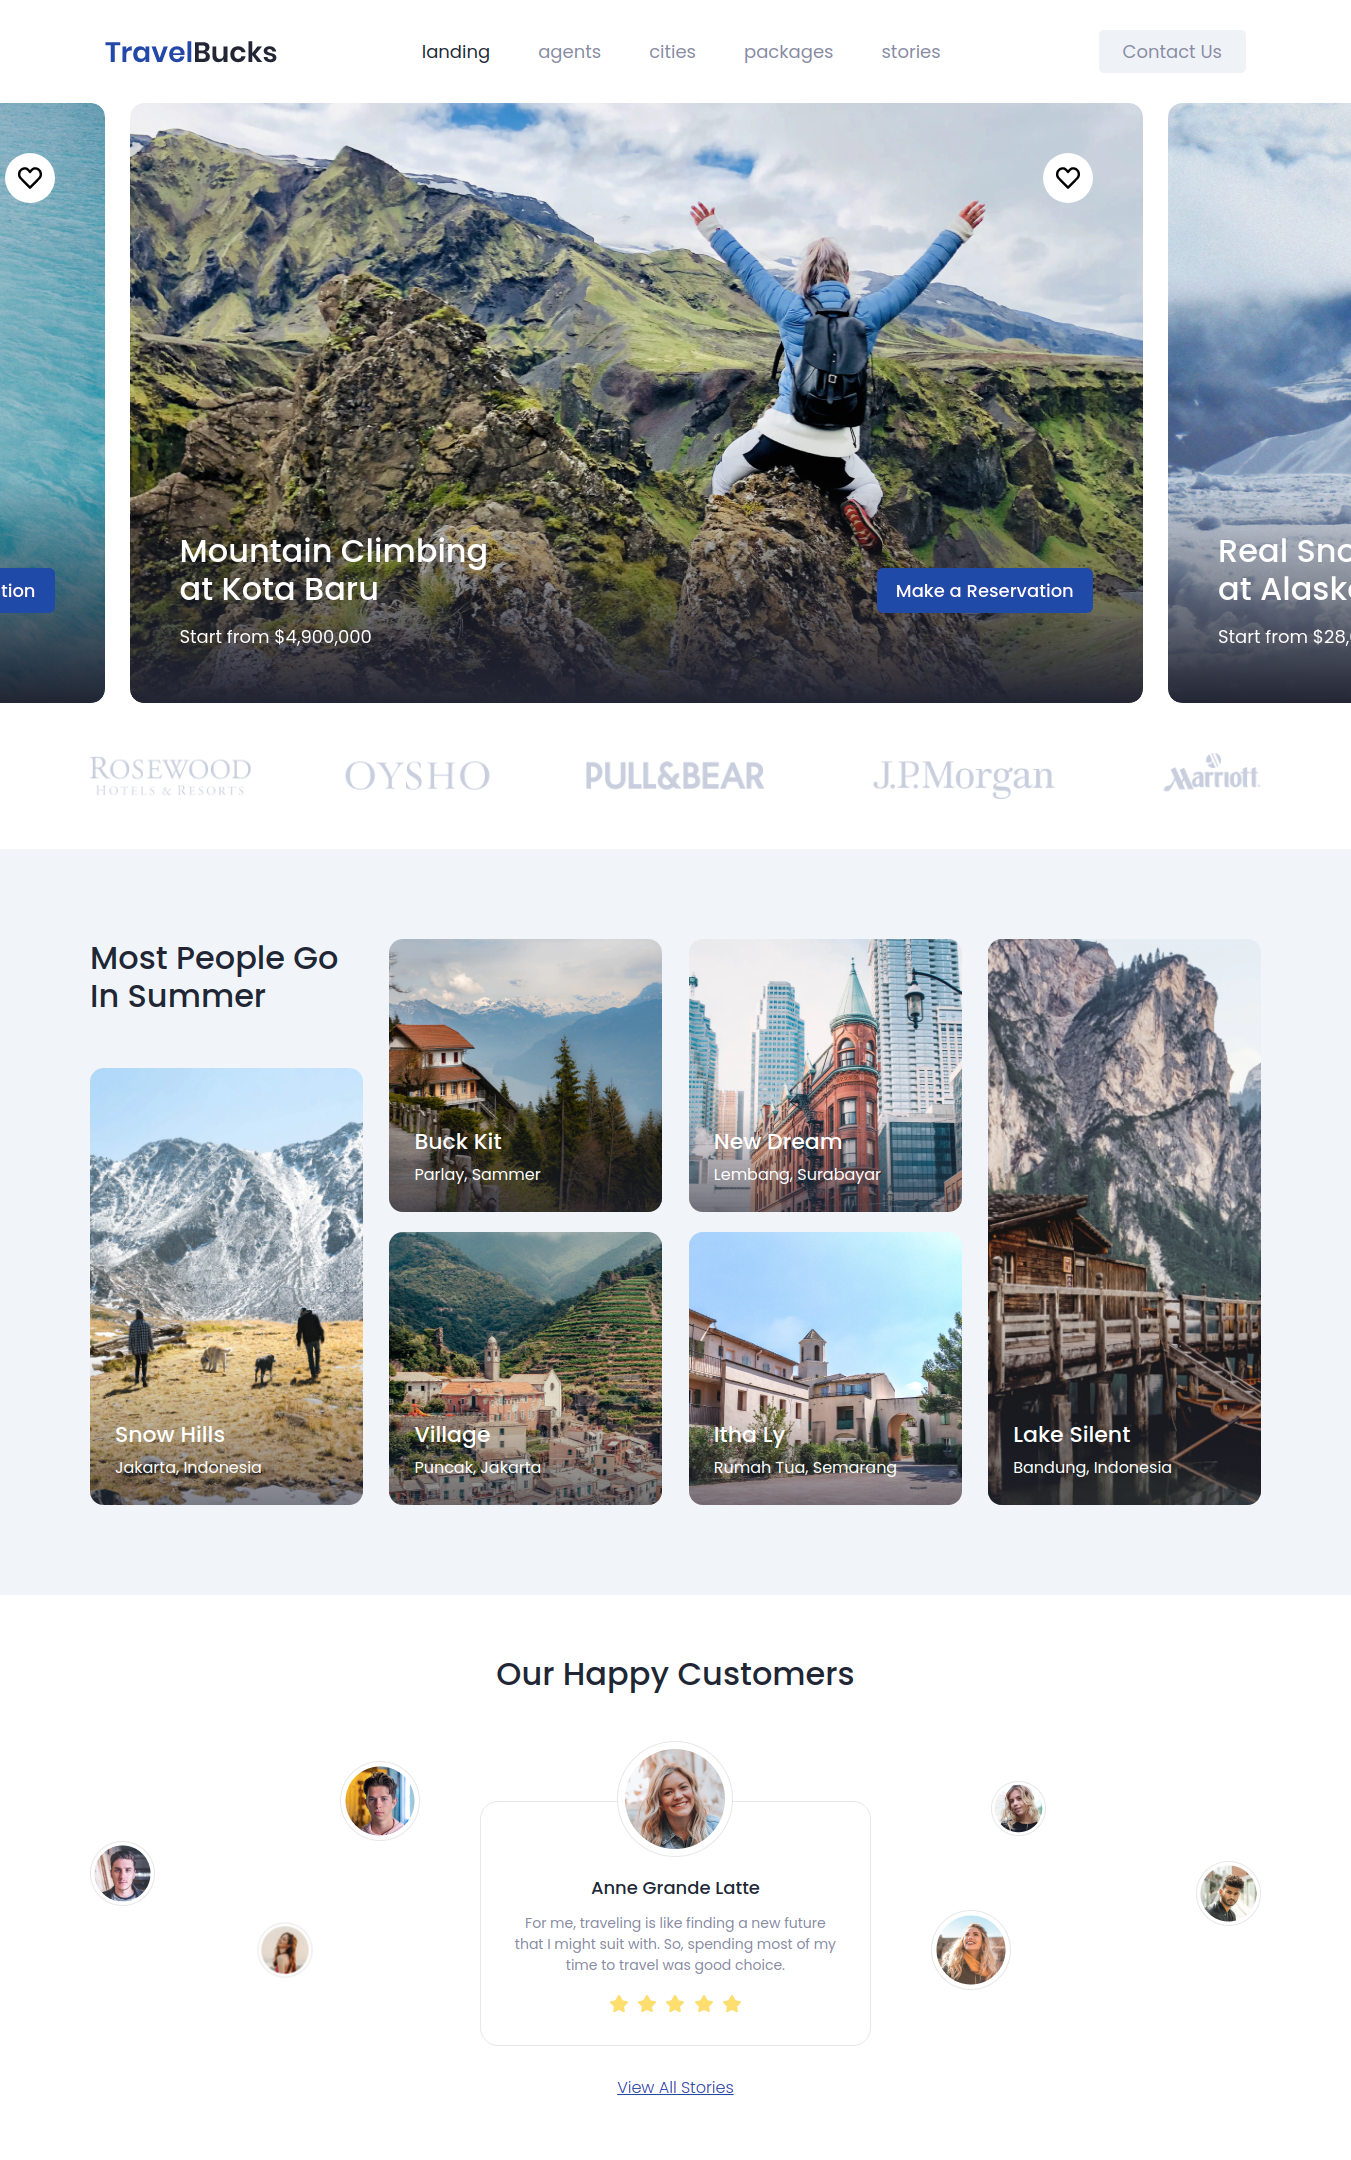 TravelBucks
landing
agents
cities
packages
stories
Contact Us
Mountain Climbing
at Kota Baru
Start from $4,900,000
Make a Reservation
Real
at
Start from
ROSEWOOD
HOTELS & RESORTS
OYSHO
PULL&BEAR
J.P.Morgan
Marriott
Most People Go
In Summer
Buck Kit
Parlay, Sammer
New Dream
Lembang, Surabayar
Snow Hills
Jakarta, Indonesia
Village
Puncak, Jakarta
Itha Ly
Rumah Tua, Semarang
Lake Silent
Bandung, Indonesia
Our Happy Customers
Anne Grande Latte
For me, traveling is like finding a new future
that I might suit with. So, spending most of my
time to travel was good choice.
View All Stories